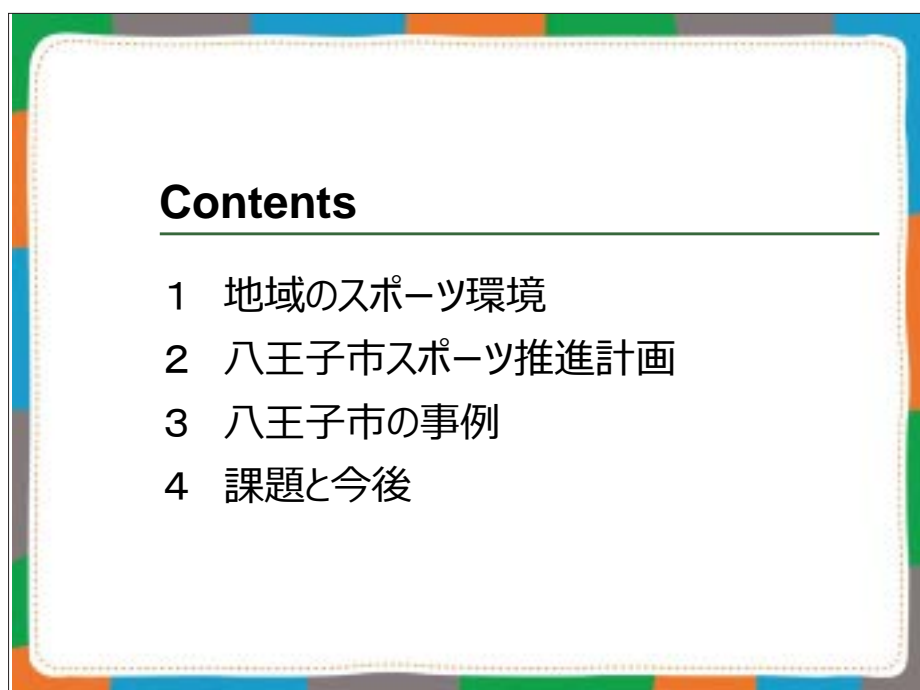 Contents
１ 地域のスポーツ環境
２ 八王子市スポーツ推進計画
３ 八王子市の事例
４ 課題と今後